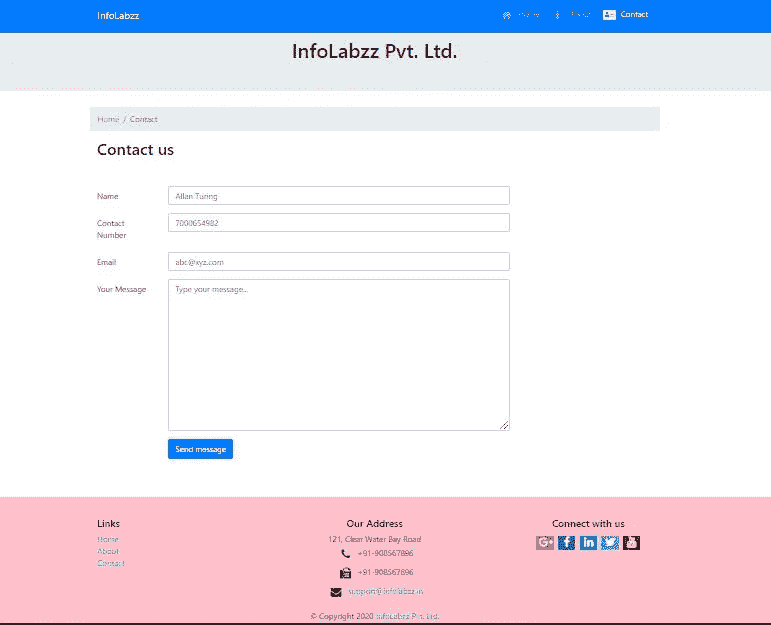 InfoLabzz
Contact
InfoLabzz Pvt. Ltd.
Home / Contact
Contact us
Name
Allan Turing
Contact
Number
7000654982
Email
abc@xyz.com
Your Message
Type your message...
Send message
Links
Home
About
Contact
Our Address
121, Clear Water Bay Road
+91-908567896
+91-908567896
support@infolabzz.in
© Copyright 2020 InfoLabzz Pvt. Ltd.
Connect with us
G+ f in